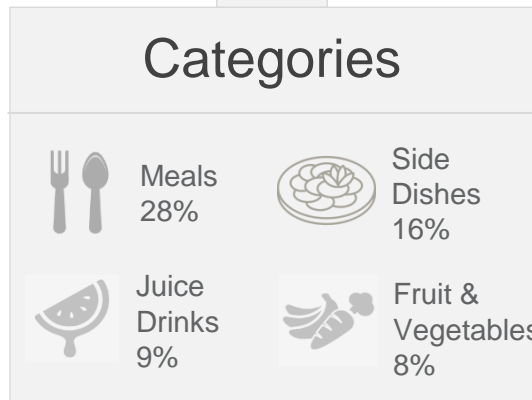 Categories
Meals
28%
Side
Dishes
16%
Juice
Drinks
9%
Fruit &
Vegetables
8%